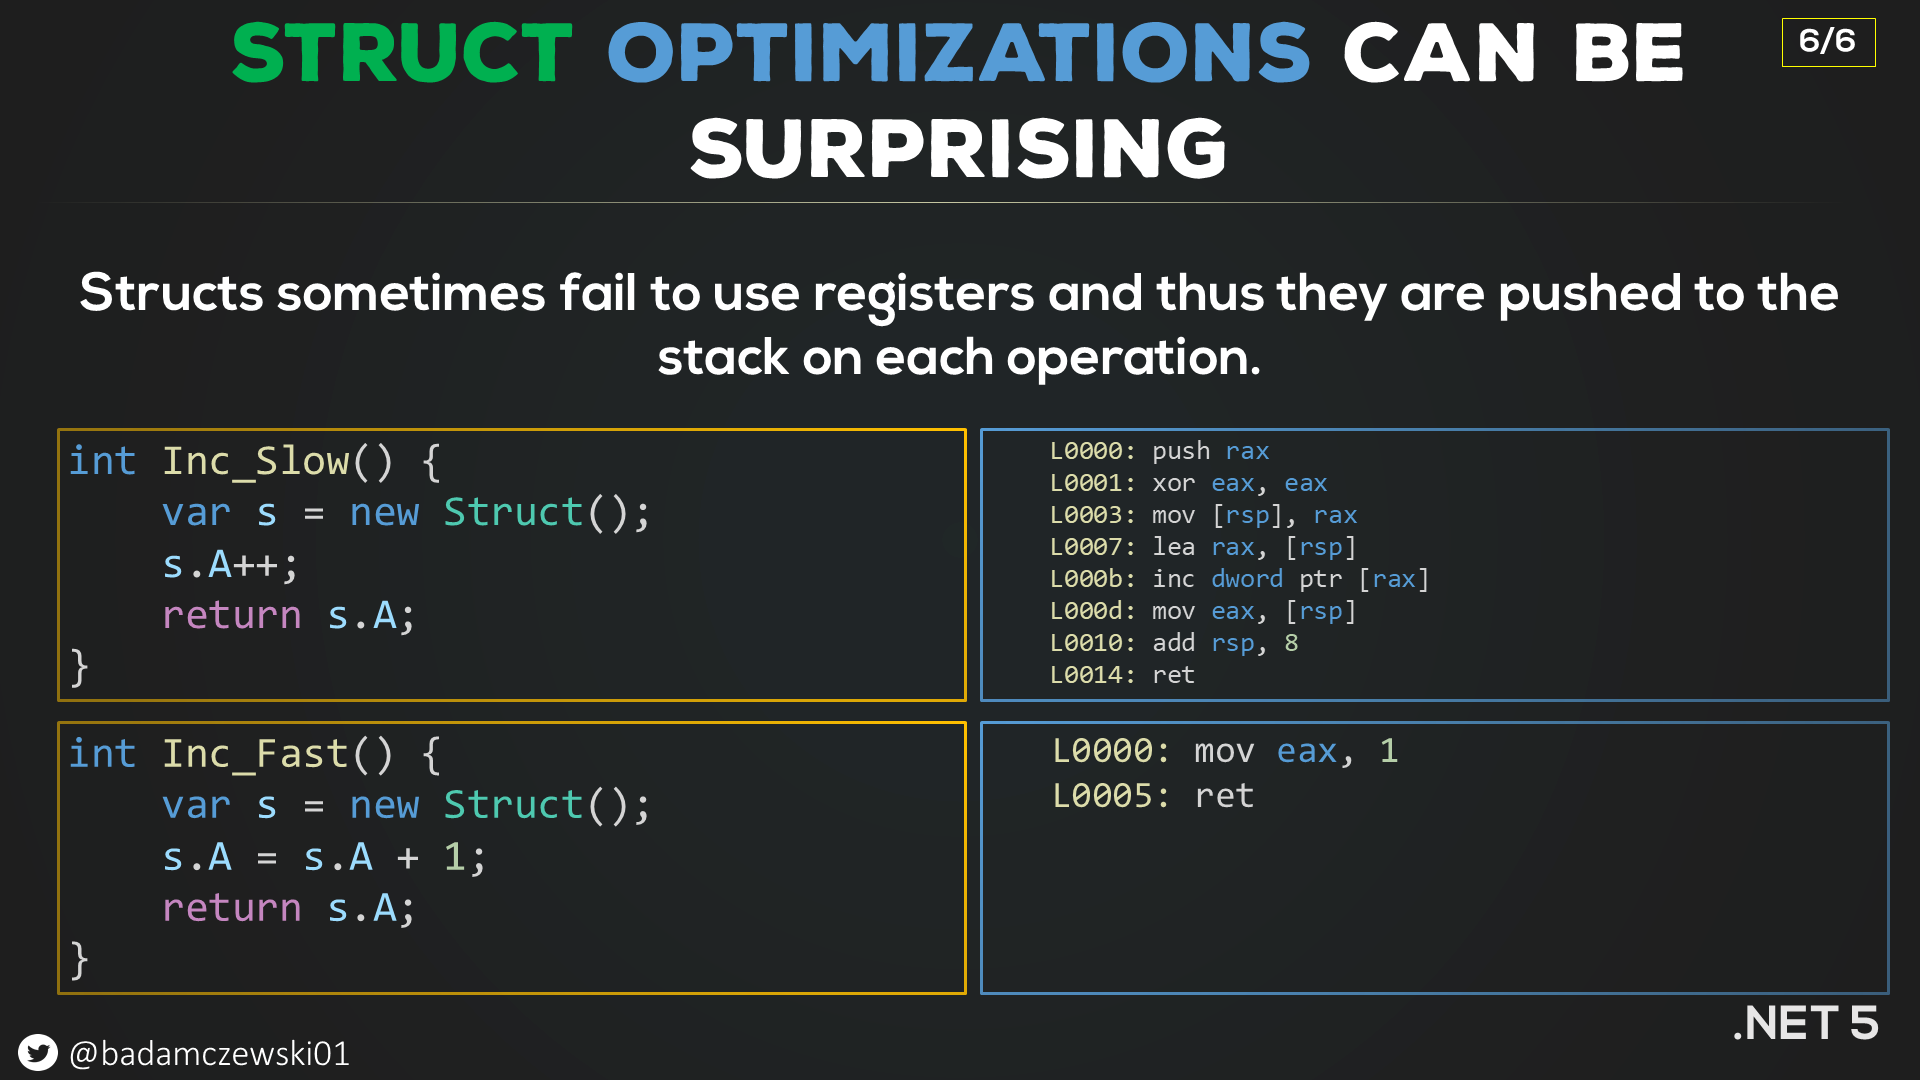 STRUCT OPTIMIZATIONS CAN BE
SURPRISING
6/6
Structs sometimes fail to use registers and thus they are pushed to the
stack on each operation.
int Inc_Slow() {
    var s = new Struct();
    s.A++;
    return s.A;
}
L0000: push rax
L0001: xor eax, eax
L0003: mov [rsp], rax
L0007: lea rax, [rsp]
L000b: inc dword ptr [rax]
L000d: mov eax, [rsp]
L0010: add rsp, 8
L0014: ret
int Inc_Fast() {
    var s = new Struct();
    s.A = s.A + 1;
    return s.A;
}
L0000: mov eax, 1
L0005: ret
.NET 5
@badamczewski01